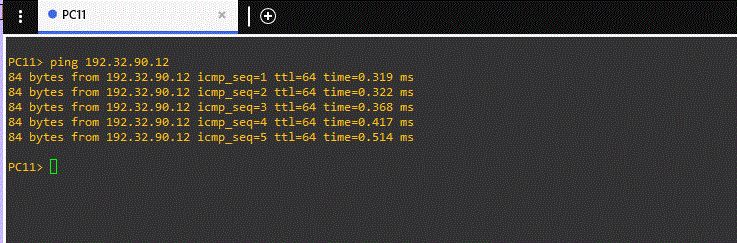 PC11
PC11> ping 192.32.90.12
84 bytes from 192.32.90.12 icmp_seq=1 ttl=64 time=0.319 ms
84 bytes from 192.32.90.12 icmp_seq=2 ttl=64 time=0.322 ms
84 bytes from 192.32.90.12 icmp_seq=3 ttl=64 time=0.368 ms
84 bytes from 192.32.90.12 icmp_seq=4 ttl=64 time=0.417 ms
84 bytes from 192.32.90.12 icmp_seq=5 ttl=64 time=0.514 ms
PC11>